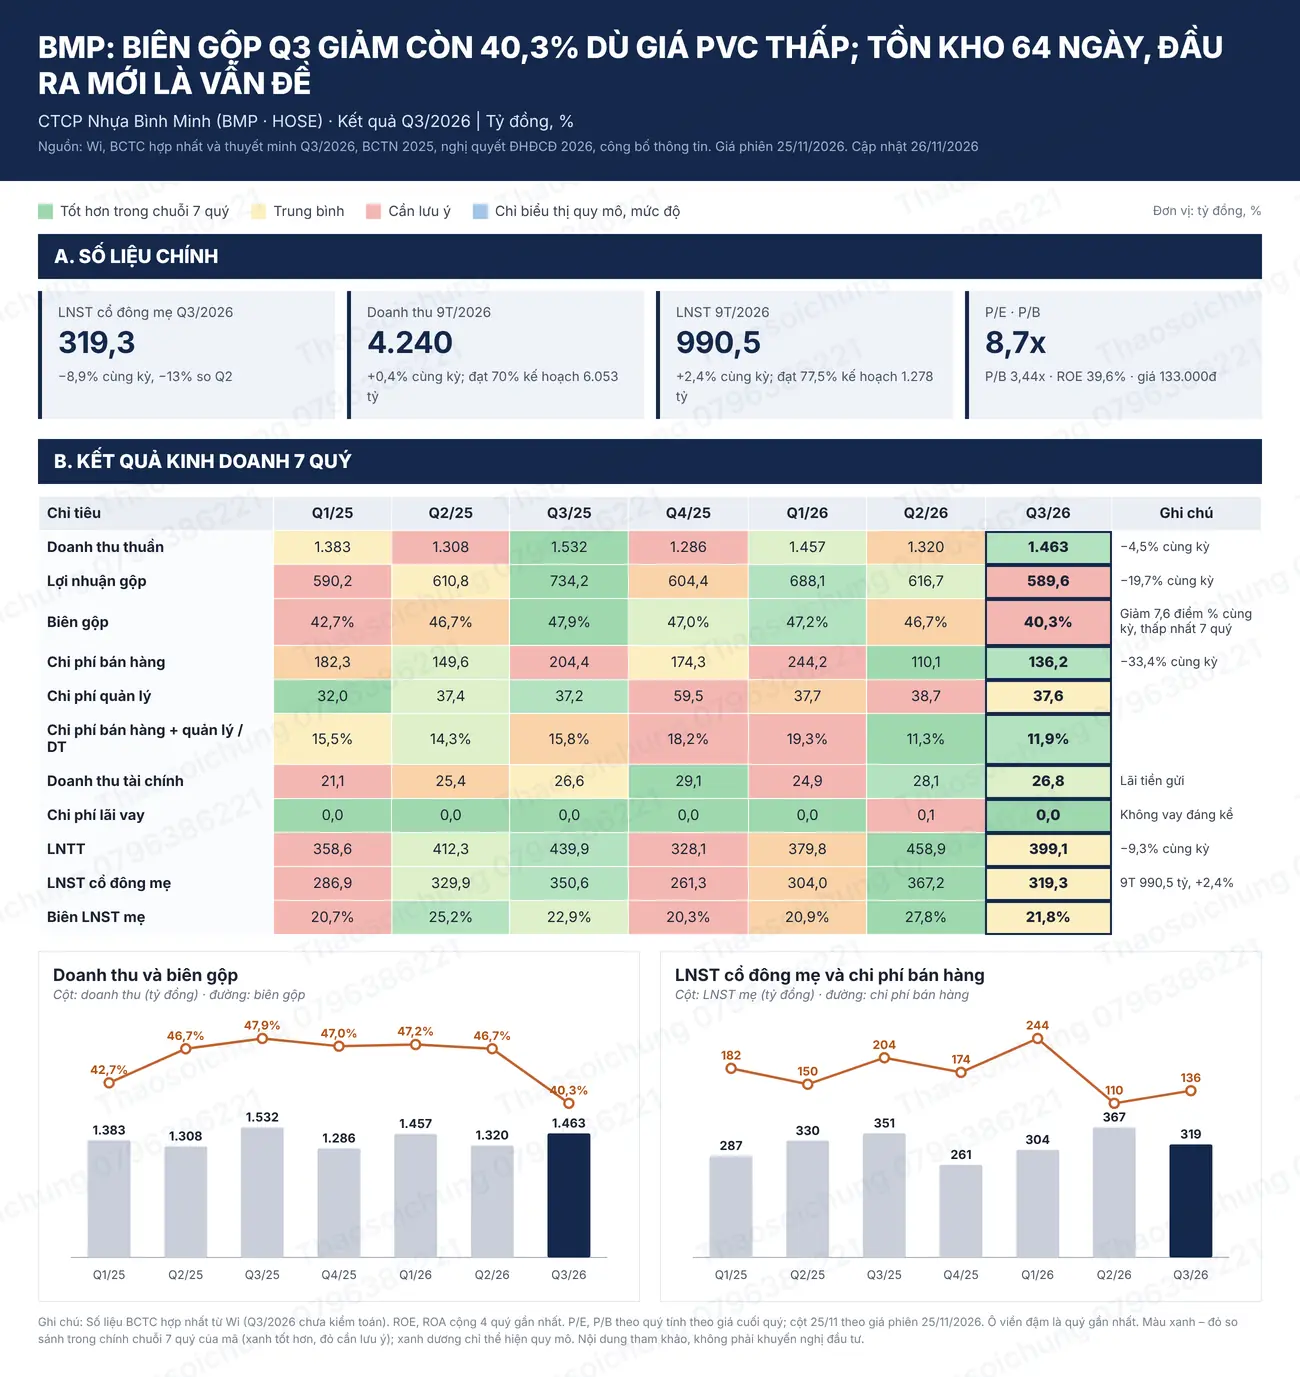 BMP: BIÊN GỘP Q3 GIẢM CÒN 40,3% DÙ GIÁ PVC THẤP; TỒN KHO 64 NGÀY, ĐẦU
RA MỚI LÀ VẤN ĐỀ
CTCP Nhựa Bình Minh (BMP · HOSE) · Kết quả Q3/2026 | Tỷ đồng, %
Nguồn: Wi, BCTC hợp nhất và thuyết minh Q3/2026, BCTN 2025, nghị quyết ĐHĐCĐ 2026, công bố thông tin. Giá phiên 25/11/2026. Cập nhật 26/11/2026
Tốt hơn trong chuỗi 7 quý Trung bình Cần lưu ý Chỉ biểu thị quy mô, mức độ Đơn vị: tỷ đồng, %
A. SỐ LIỆU CHÍNH
LNST cổ đông mẹ Q3/2026
319,3
−8,9% cùng kỳ, −13% so Q2
Doanh thu 9T/2026
4.240
+0,4% cùng kỳ; đạt 70% kế hoạch 6.053
tỷ
LNST 9T/2026
990,5
+2,4% cùng kỳ; đạt 77,5% kế hoạch 1.278
tỷ
P/E · P/B
8,7x
P/B 3,44x · ROE 39,6% · giá 133.000đ
B. KẾT QUẢ KINH DOANH 7 QUÝ
Chỉ tiêu Q1/25 Q2/25 Q3/25 Q4/25 Q1/26 Q2/26 Q3/26 Ghi chú
Doanh thu thuần 1.383 1.308 1.532 1.286 1.457 1.320 1.463 −4,5% cùng kỳ
Lợi nhuận gộp 590,2 610,8 734,2 604,4 688,1 616,7 589,6 −19,7% cùng kỳ
Biên gộp 42,7% 46,7% 47,9% 47,0% 47,2% 46,7% 40,3% Giảm 7,6 điểm % cùng
kỳ, thấp nhất 7 quý
Chi phí bán hàng 182,3 149,6 204,4 174,3 244,2 110,1 136,2 −33,4% cùng kỳ
Chi phí quản lý 32,0 37,4 37,2 59,5 37,7 38,7 37,6
Chi phí bán hàng + quản lý /
DT 15,5% 14,3% 15,8% 18,2% 19,3% 11,3% 11,9%
Doanh thu tài chính 21,1 25,4 26,6 29,1 24,9 28,1 26,8 Lãi tiền gửi
Chi phí lãi vay 0,0 0,0 0,0 0,0 0,0 0,1 0,0 Không vay đáng kể
LNTT 358,6 412,3 439,9 328,1 379,8 458,9 399,1 −9,3% cùng kỳ
LNST cổ đông mẹ 286,9 329,9 350,6 261,3 304,0 367,2 319,3 9T 990,5 tỷ, +2,4%
Biên LNST mẹ 20,7% 25,2% 22,9% 20,3% 20,9% 27,8% 21,8%
Doanh thu và biên gộp
Cột: doanh thu (tỷ đồng) · đường: biên gộp
42,7% 46,7% 47,9% 47,0% 47,2% 46,7% 40,3%
1.383 1.308 1.532 1.286 1.457 1.320 1.463
Q1/25 Q2/25 Q3/25 Q4/25 Q1/26 Q2/26 Q3/26
LNST cổ đông mẹ và chi phí bán hàng
Cột: LNST mẹ (tỷ đồng) · đường: chi phí bán hàng
182 150 204 174 244 110 136
287 330 351 261 304 367 319
Q1/25 Q2/25 Q3/25 Q4/25 Q1/26 Q2/26 Q3/26
Ghi chú: Số liệu BCTC hợp nhất từ Wi (Q3/2026 chưa kiểm toán). ROE, ROA cộng 4 quý gần nhất. P/E, P/B theo quý tính theo giá cuối quý; cột 25/11 theo giá phiên 25/11/2026. Ô viền đậm là quý gần nhất. Màu xanh – đỏ so
sánh trong chính chuỗi 7 quý của mã (xanh tốt hơn, đỏ cần lưu ý); xanh dương chỉ thể hiện quy mô. Nội dung tham khảo, không phải khuyến nghị đầu tư.
Thaosoichung 0796386221